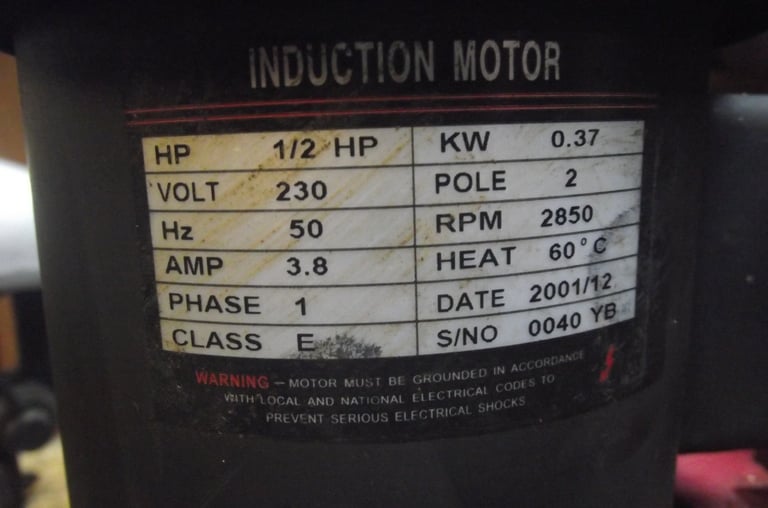 INDUCTION MOTOR
HP 1/2 HP KW 0.37
VOLT 230 POLE 2
Hz 50 RPM 2850
AMP 3.8 HEAT 60°C
PHASE 1 DATE 2001/12
CLASS E S/NO 0040 YB
WARNING – MOTOR MUST BE GROUNDED IN ACCORDANCE
WITH LOCAL AND NATIONAL ELECTRICAL CODES TO
PREVENT SERIOUS ELECTRICAL SHOCKS